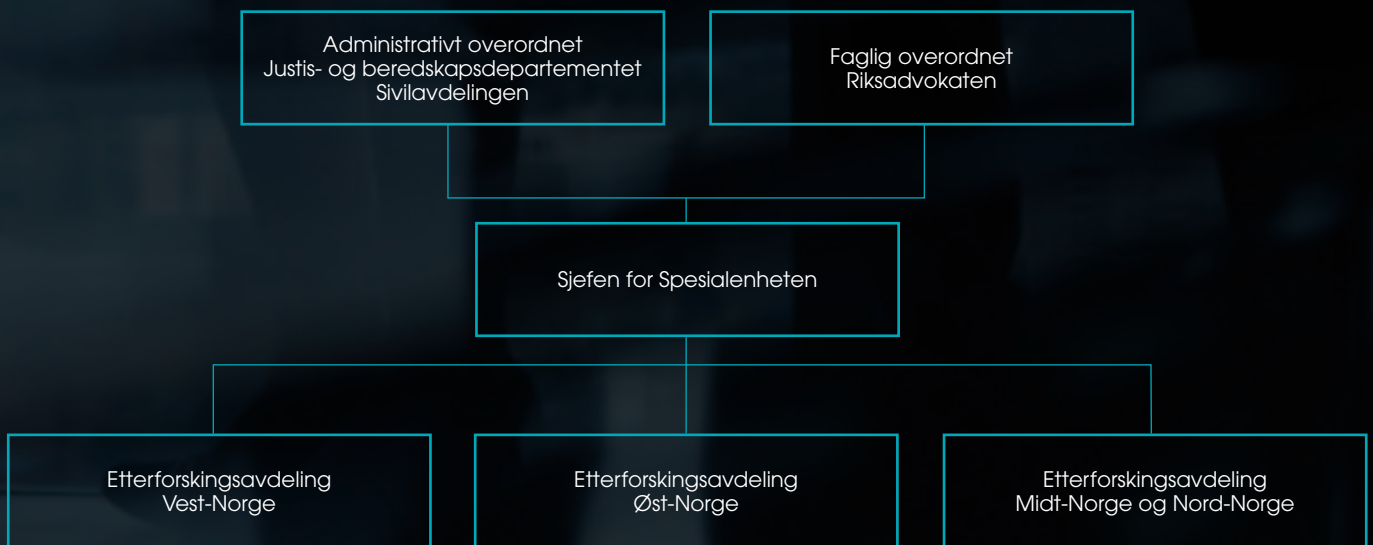 Administrativt overordnet
Justis- og beredskapsdepartementet
Sivilavdelingen
Faglig overordnet
Riksadvokaten
Sjefen for Spesialenheten
Etterforskingsavdeling
Vest-Norge
Etterforskingsavdeling
Øst-Norge
Etterforskingsavdeling
Midt-Norge og Nord-Norge